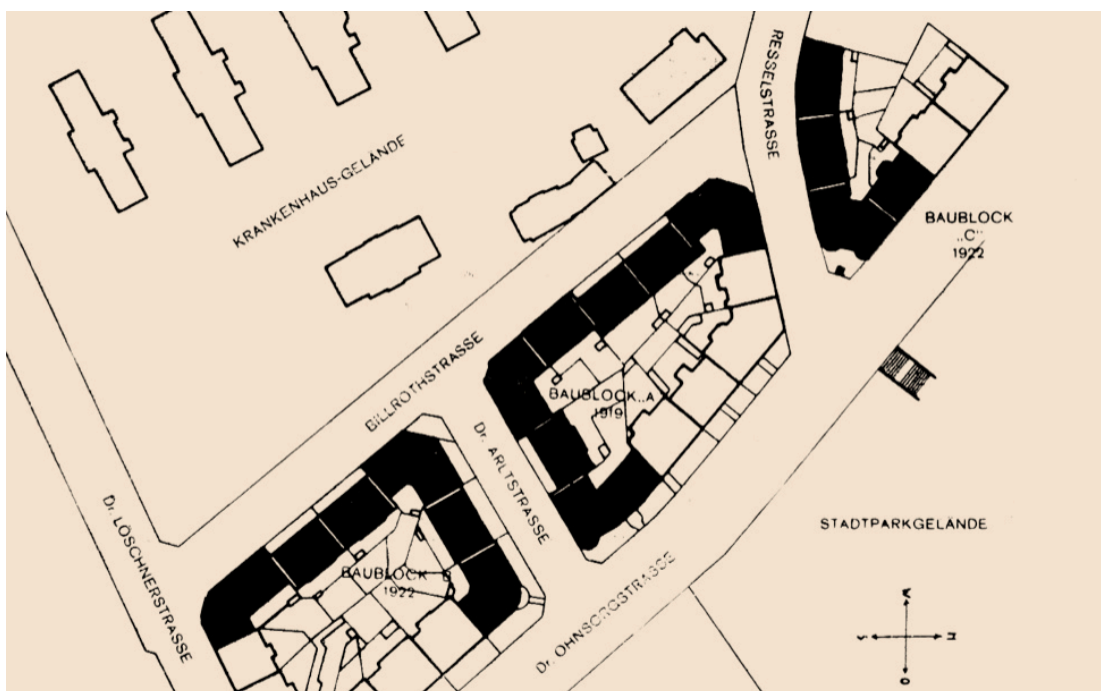 RESSELSTRASSE
KRANKENHAUS-GELÄNDE
BAUBLOCK
„C"
1922
BILLROTHSTRASSE
BAUBLOCK „A
1919
Dr. ARLTSTRASSE
Dr. LÖSCHNERSTRASSE
BAUBLOCK B
1922
STADTPARKGELÄNDE
Dr. OHNSORGSTRASSE
W
S
N
O